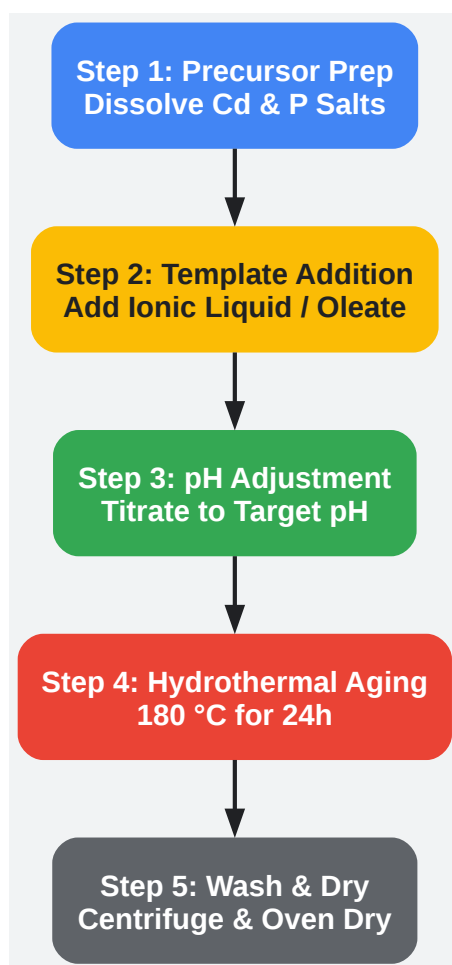 Step 1: Precursor Prep
Dissolve Cd & P Salts
Step 2: Template Addition
Add Ionic Liquid / Oleate
Step 3: pH Adjustment
Titrate to Target pH
Step 4: Hydrothermal Aging
180 °C for 24h
Step 5: Wash & Dry
Centrifuge & Oven Dry